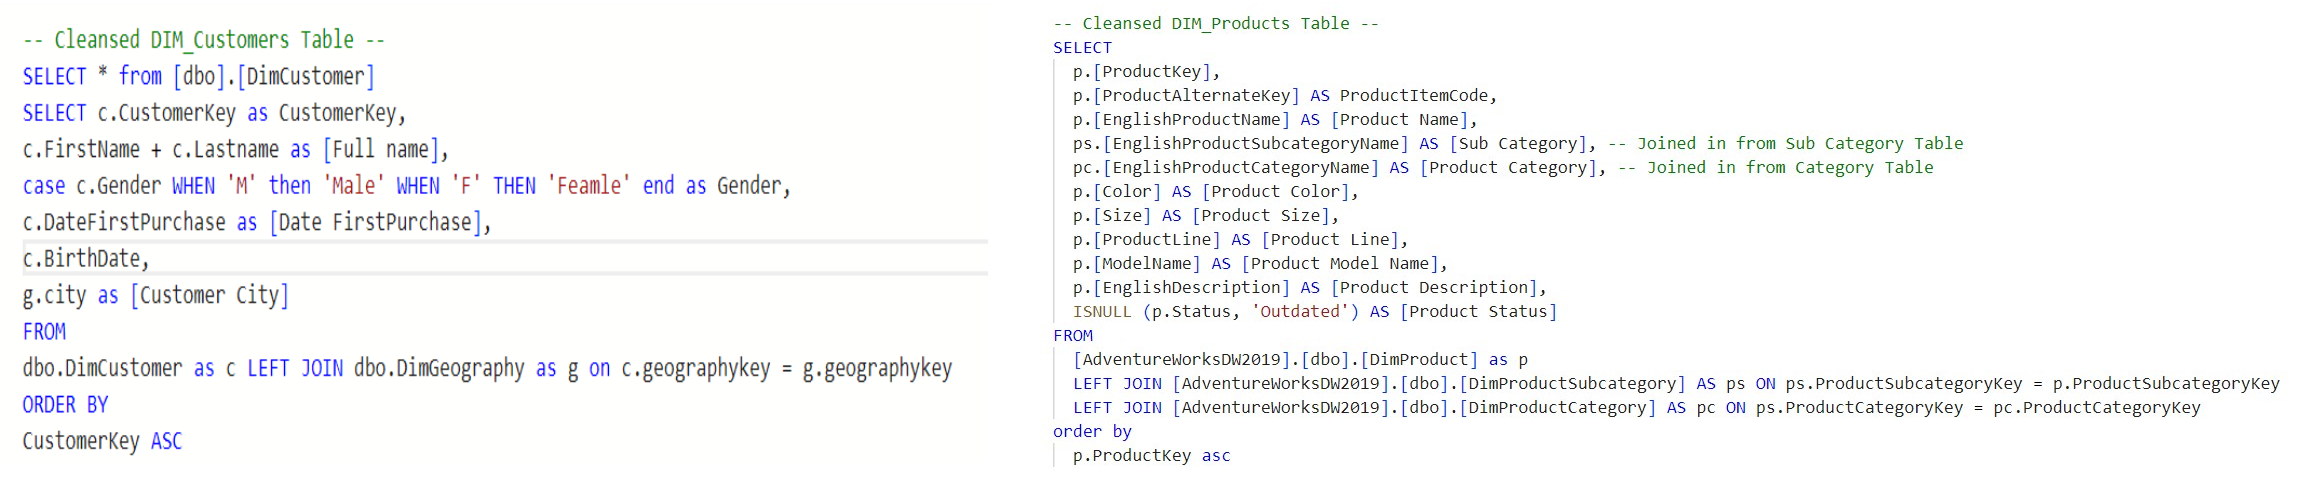 -- Cleansed DIM_Customers Table --
SELECT * from [dbo].[DimCustomer]
SELECT c.CustomerKey as CustomerKey,
c.FirstName + c.Lastname as [Full name],
case c.Gender WHEN 'M' then 'Male' WHEN 'F' THEN 'Feamle' end as Gender,
c.DateFirstPurchase as [Date FirstPurchase],
c.BirthDate,
g.city as [Customer City]
FROM
dbo.DimCustomer as c LEFT JOIN dbo.DimGeography as g on c.geographykey = g.geographykey
ORDER BY
CustomerKey ASC
-- Cleansed DIM_Products Table --
SELECT
p.[ProductKey],
p.[ProductAlternateKey] AS ProductItemCode,
p.[EnglishProductName] AS [Product Name],
ps.[EnglishProductSubcategoryName] AS [Sub Category], -- Joined in from Sub Category Table
pc.[EnglishProductCategoryName] AS [Product Category], -- Joined in from Category Table
p.[Color] AS [Product Color],
p.[Size] AS [Product Size],
p.[ProductLine] AS [Product Line],
p.[ModelName] AS [Product Model Name],
p.[EnglishDescription] AS [Product Description],
ISNULL (p.Status, 'Outdated') AS [Product Status]
FROM
[AdventureWorksDW2019].[dbo].[DimProduct] as p
LEFT JOIN [AdventureWorksDW2019].[dbo].[DimProductSubcategory] AS ps ON ps.ProductSubcategoryKey = p.ProductSubcategoryKey
LEFT JOIN [AdventureWorksDW2019].[dbo].[DimProductCategory] AS pc ON ps.ProductCategoryKey = pc.ProductCategoryKey
order by
p.ProductKey asc